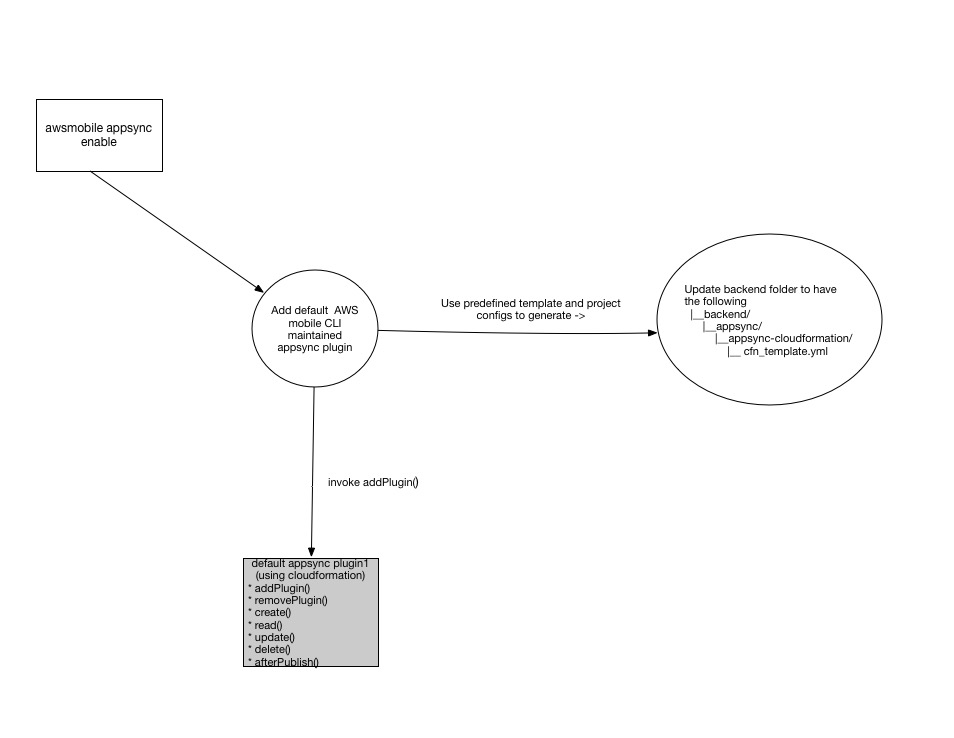 awsmobile appsync
enable
Add default  AWS
mobile CLI
maintained
appsync plugin
Use predefined template and project
configs to generate ->
Update backend folder to have
the following
|__backend/
|__appsync/
|__appsync-cloudformation/
|__ cfn_template.yml
invoke addPlugin()
default appsync plugin1
(using cloudformation)
* addPlugin()
* removePlugin()
* create()
* read()
* update()
* delete()
* afterPublish()